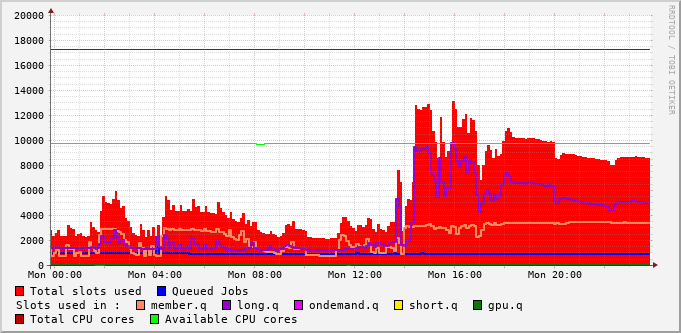 RRDTOOL / TOBI OETIKER
20000
18000
16000
14000
12000
10000
8000
6000
4000
2000
0
Mon 00:00 Mon 04:00 Mon 08:00 Mon 12:00 Mon 16:00 Mon 20:00
Total slots used Queued Jobs
Slots used in : member.q long.q ondemand.q short.q gpu.q
Total CPU cores Available CPU cores